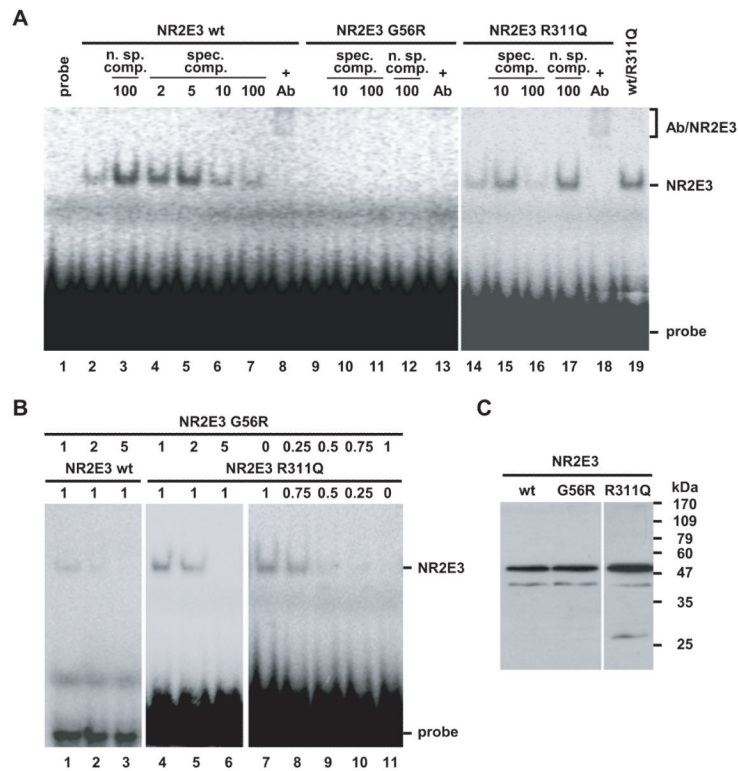 A
NR2E3 wt NR2E3 G56R NR2E3 R311Q
n. sp. comp. spec. comp. + spec. comp. n. sp. comp. + spec. comp. n. sp. comp. +
probe 100 2 5 10 100 Ab 10 100 100 Ab 10 100 100 Ab wt/R311Q
Ab/NR2E3
NR2E3
probe
1 2 3 4 5 6 7 8 9 10 11 12 13 14 15 16 17 18 19
B
NR2E3 G56R
1 2 5 1 2 5 0 0.25 0.5 0.75 1
NR2E3 wt NR2E3 R311Q
1 1 1 1 1 1 1 0.75 0.5 0.25 0
NR2E3
probe
1 2 3 4 5 6 7 8 9 10 11
C
NR2E3
wt G56R R311Q kDa
170
109
79
60
47
35
25